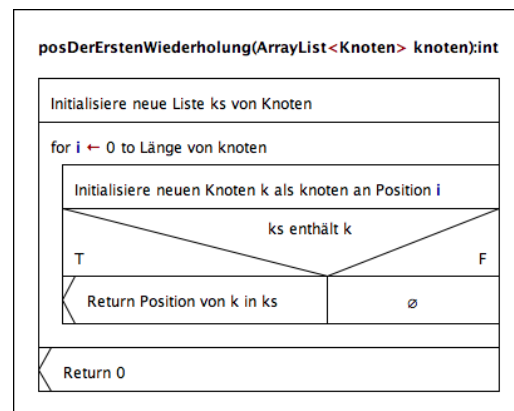 posDerErstenWiederholung(ArrayList<Knoten> knoten):int
Initialisiere neue Liste ks von Knoten
for i ← 0 to Länge von knoten
Initialisiere neuen Knoten k als knoten an Position i
ks enthält k
T F
Return Position von k in ks ∅
Return 0